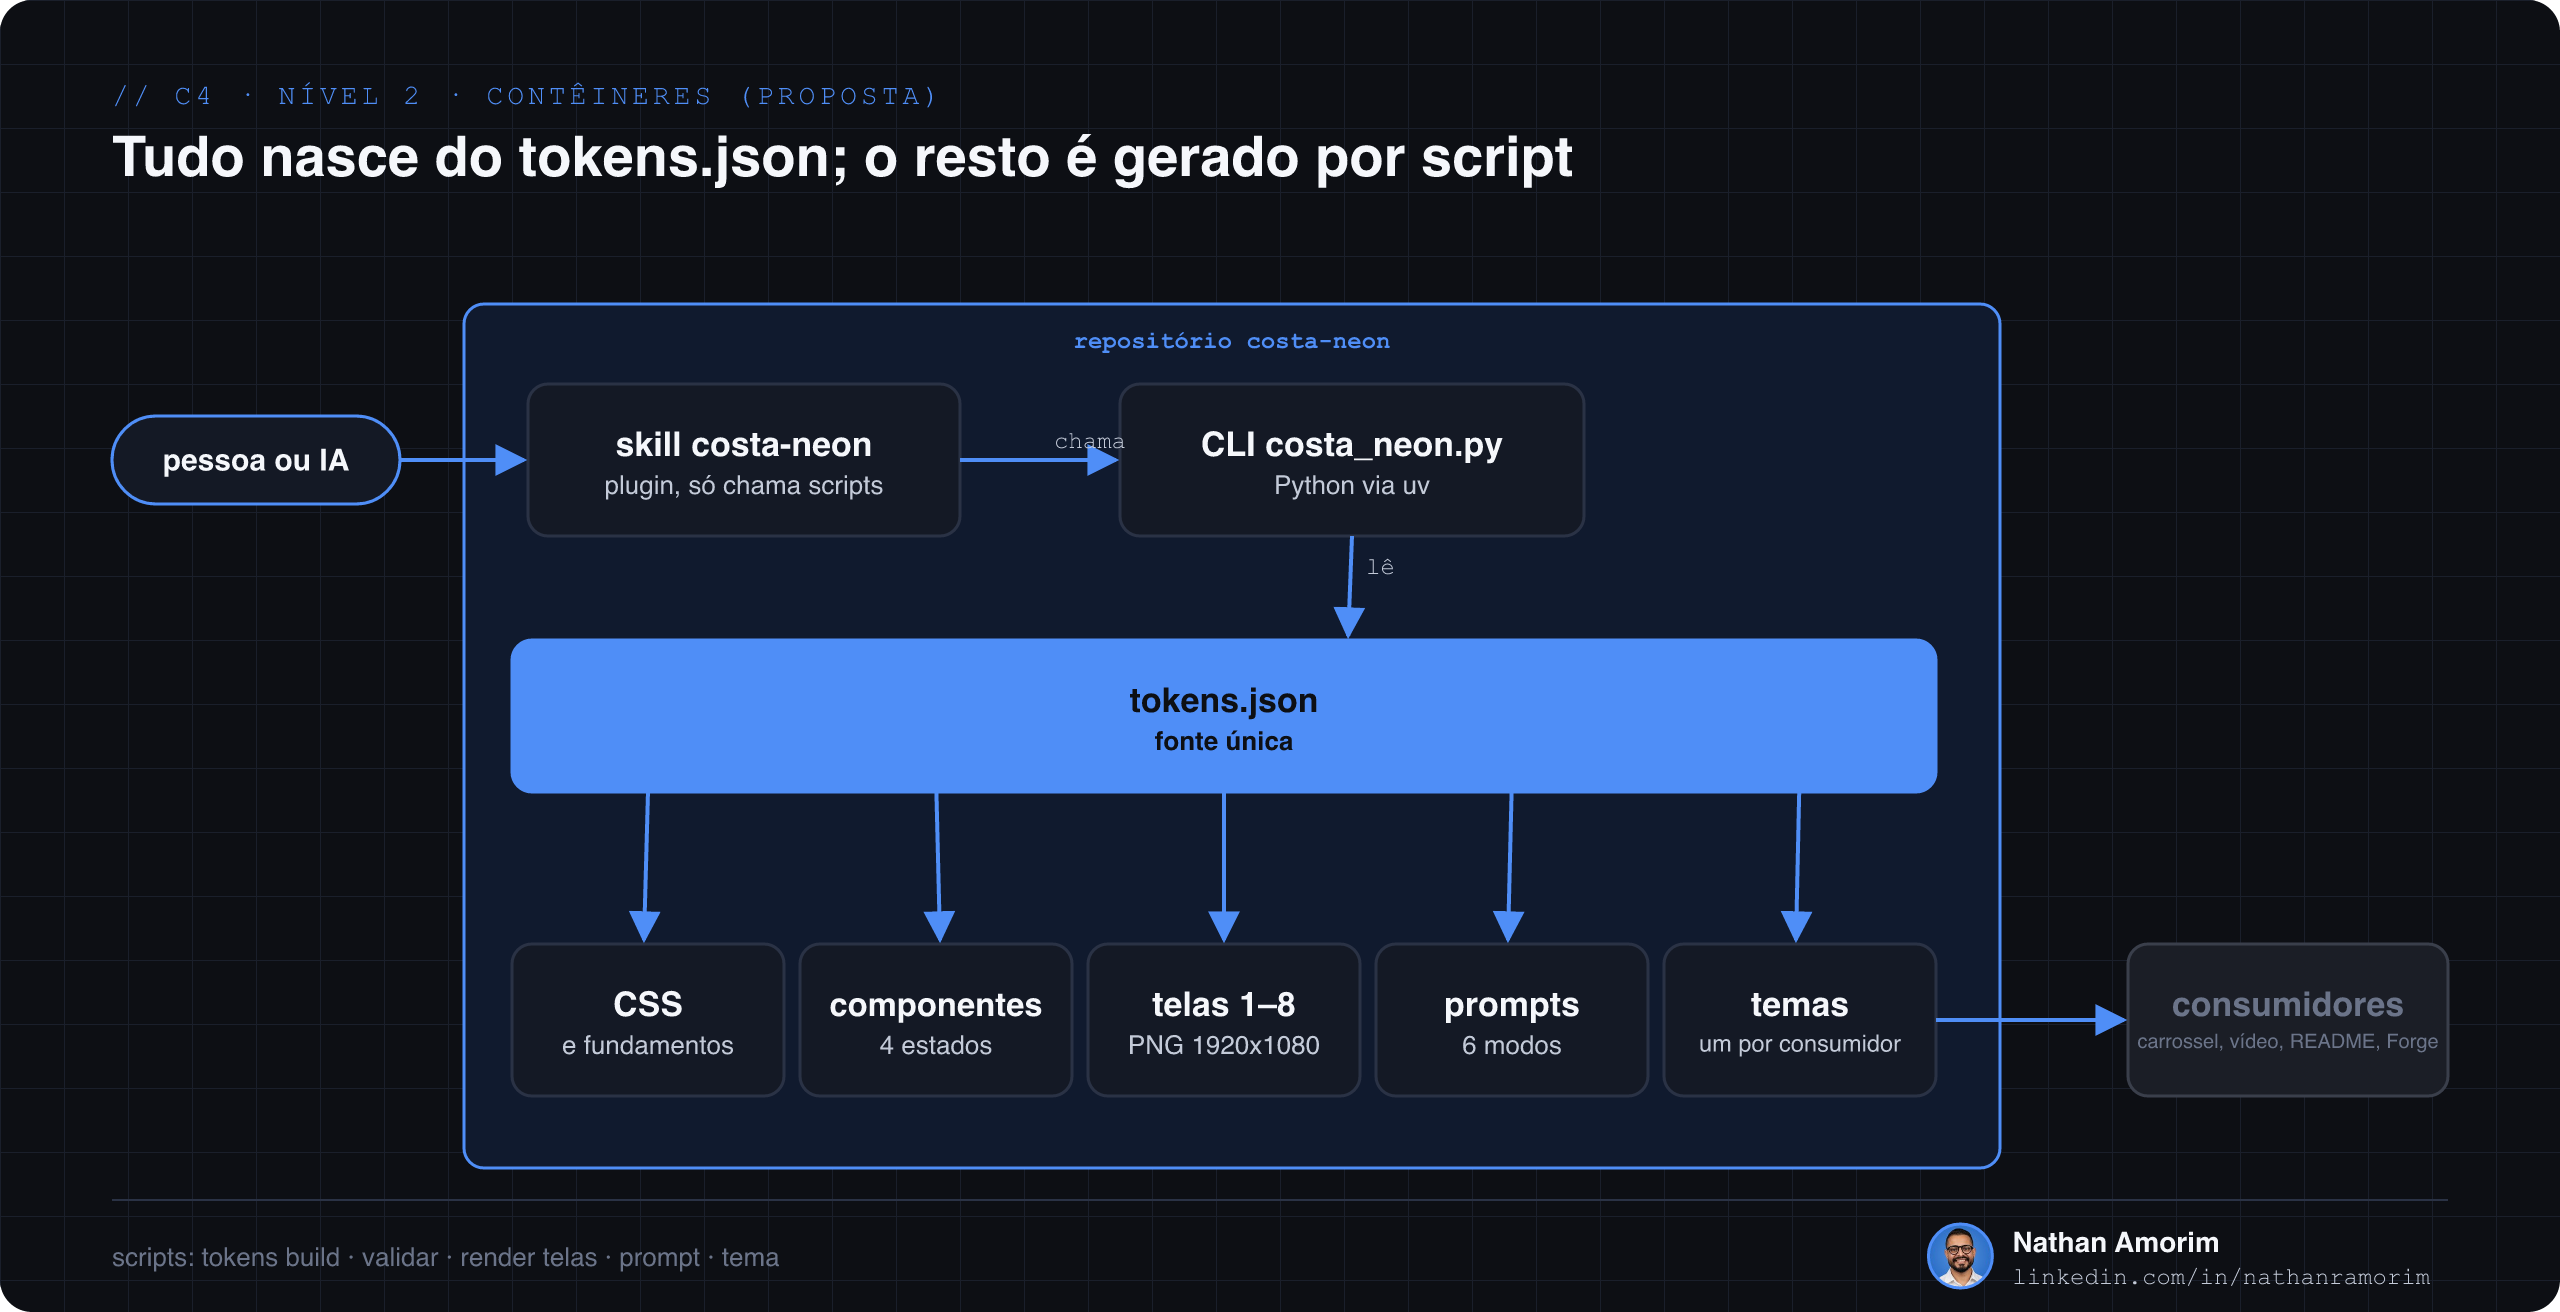 // C4 · NÍVEL 2 · CONTÊINERES (PROPOSTA)
Tudo nasce do tokens.json; o resto é gerado por script
repositório costa-neon
pessoa ou IA
skill costa-neon
plugin, só chama scripts
chama
CLI costa_neon.py
Python via uv
lê
tokens.json
fonte única
CSS
e fundamentos
componentes
4 estados
telas 1–8
PNG 1920x1080
prompts
6 modos
temas
um por consumidor
consumidores
carrossel, vídeo, README, Forge
scripts: tokens build · validar · render telas · prompt · tema
Nathan Amorim
linkedin.com/in/nathanramorim